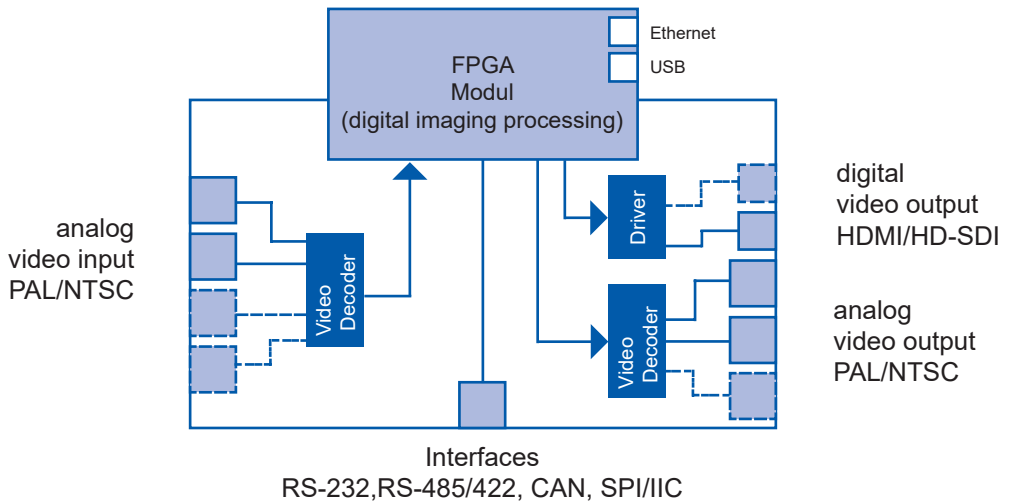 Ethernet
USB
FPGA
Modul
(digital imaging processing)
analog
video input
PAL/NTSC
Video
Decoder
Driver
digital
video output
HDMI/HD-SDI
Video
Decoder
analog
video output
PAL/NTSC
Interfaces
RS-232,RS-485/422, CAN, SPI/IIC